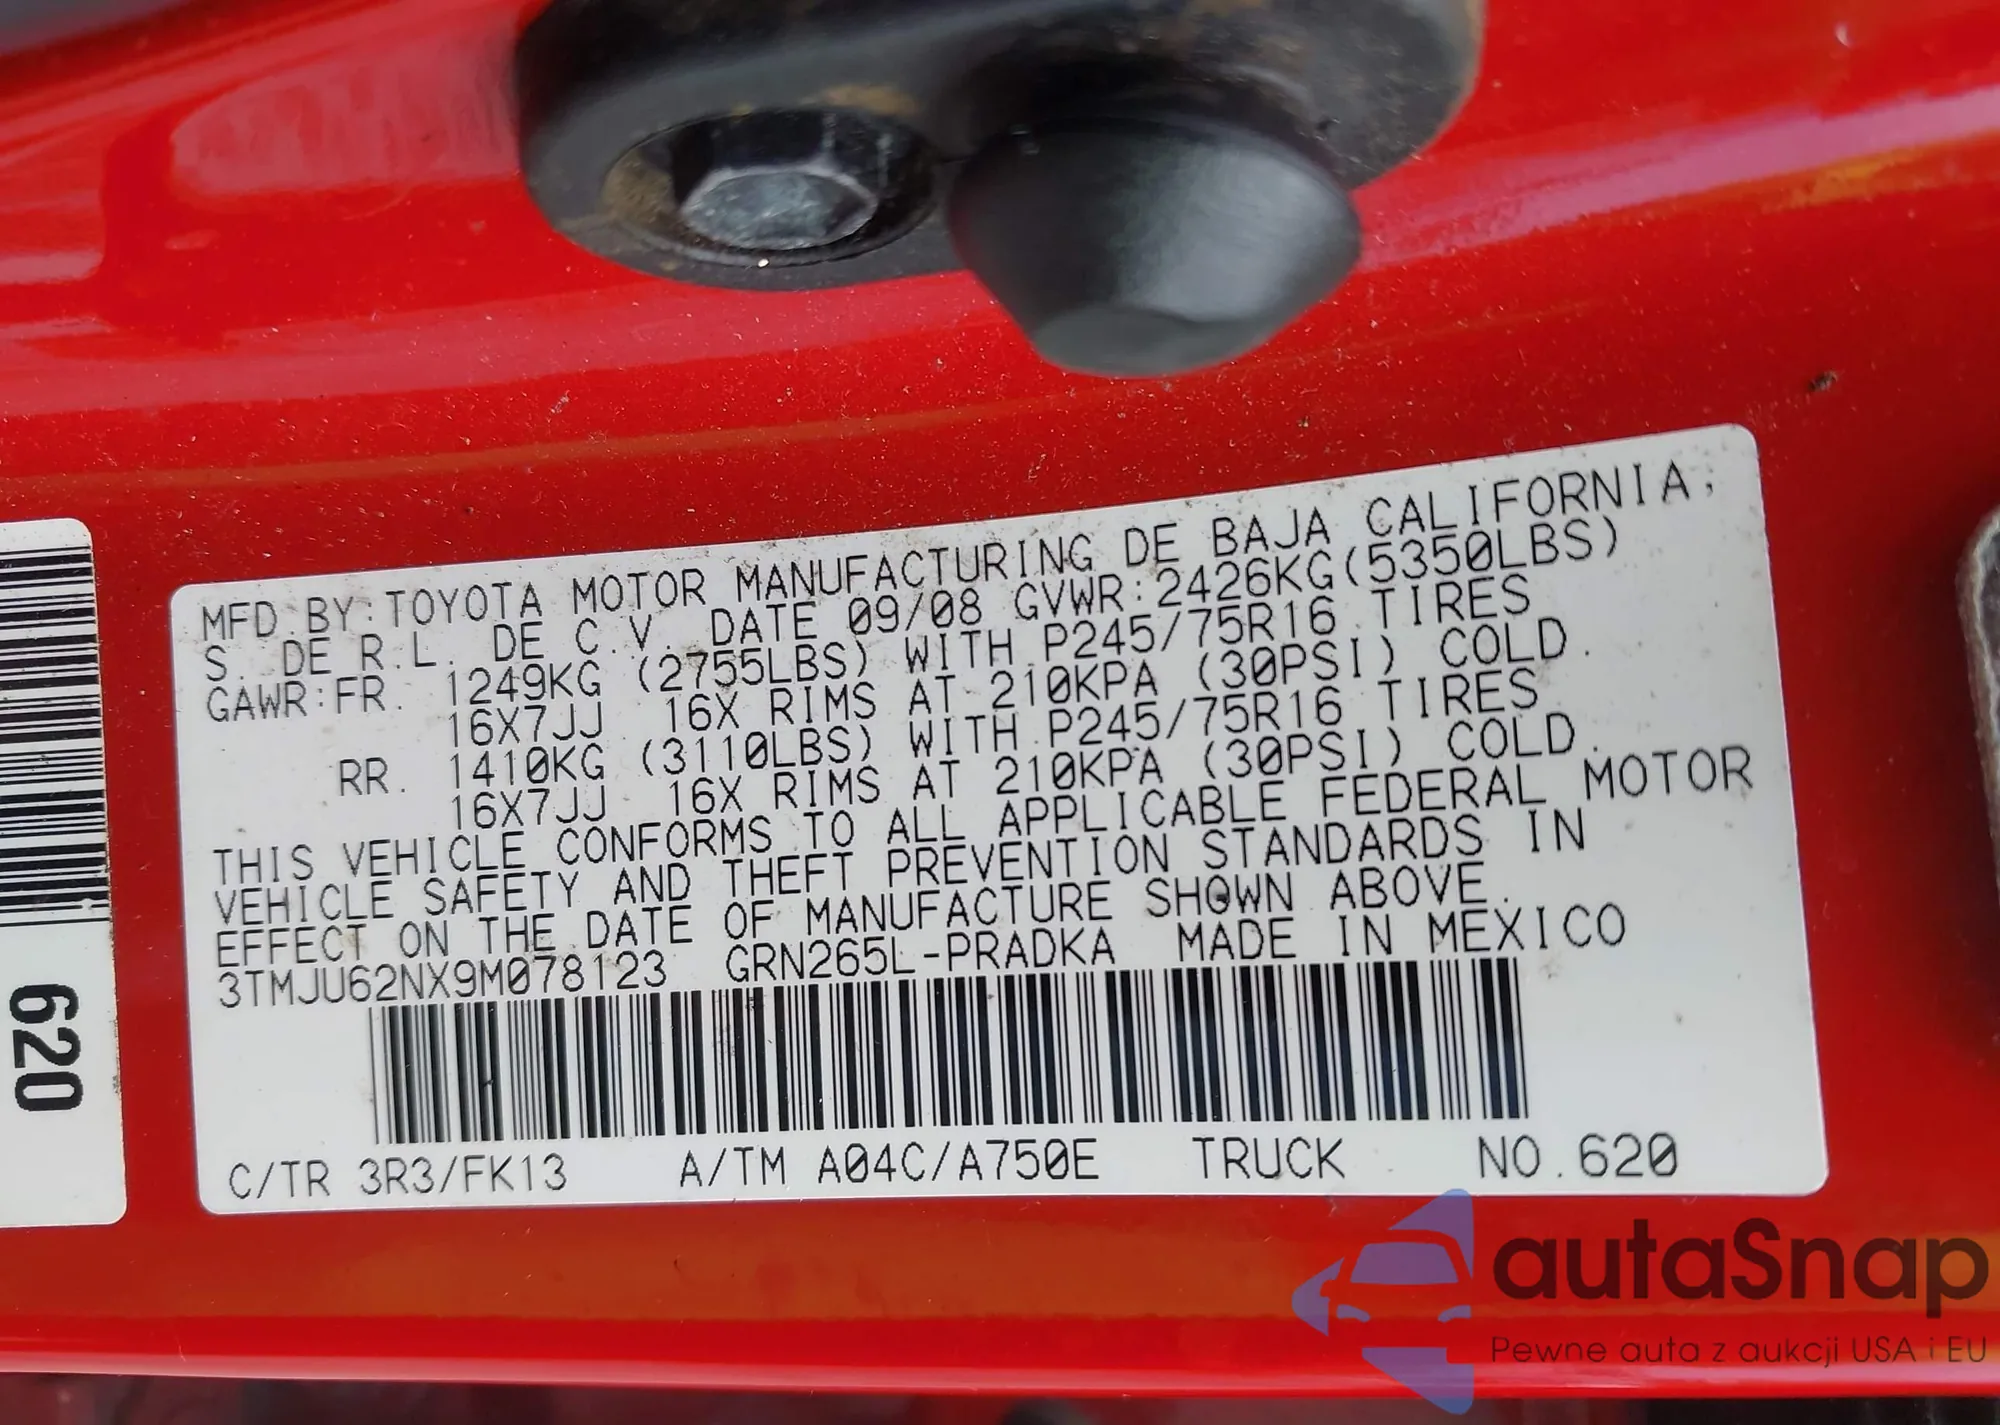 MFD BY:TOYOTA MOTOR MANUFACTURING DE BAJA CALIFORNIA,
S. DE R.L. DE C.V. DATE 09/08 GVWR:2426KG(5350LBS)
GAWR:FR. 1249KG (2755LBS) WITH P245/75R16 TIRES
16X7JJ 16X RIMS AT 210KPA (30PSI) COLD.
RR. 1410KG (3110LBS) WITH P245/75R16 TIRES
16X7JJ 16X RIMS AT 210KPA (30PSI) COLD.
THIS VEHICLE CONFORMS TO ALL APPLICABLE FEDERAL MOTOR
VEHICLE SAFETY AND THEFT PREVENTION STANDARDS IN
EFFECT ON THE DATE OF MANUFACTURE SHOWN ABOVE.
3TMJU62NX9M078123 GRN265L-PRADKA MADE IN MEXICO
C/TR 3R3/FK13 A/TM A04C/A750E TRUCK NO.620
620
autaSnap
Pewne auta z aukcji USA i EU